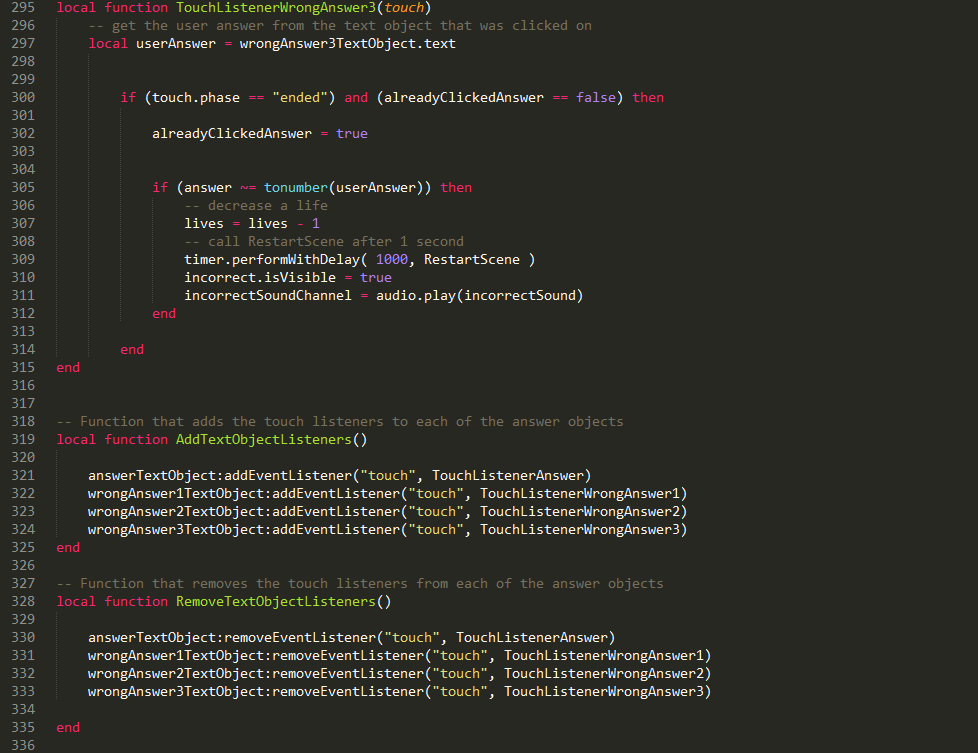 295 local function TouchListenerWrongAnswer3(touch)
296     -- get the user answer from the text object that was clicked on
297     local userAnswer = wrongAnswer3TextObject.text
298
299
300         if (touch.phase == "ended") and (alreadyClickedAnswer == false) then
301
302             alreadyClickedAnswer = true
303
304
305             if (answer ~= tonumber(userAnswer)) then
306                 -- decrease a life
307                 lives = lives - 1
308                 -- call RestartScene after 1 second
309                 timer.performWithDelay( 1000, RestartScene )
310                 incorrect.isVisible = true
311                 incorrectSoundChannel = audio.play(incorrectSound)
312             end
313
314         end
315 end
316
317
318 -- Function that adds the touch listeners to each of the answer objects
319 local function AddTextObjectListeners()
320
321     answerTextObject:addEventListener("touch", TouchListenerAnswer)
322     wrongAnswer1TextObject:addEventListener("touch", TouchListenerWrongAnswer1)
323     wrongAnswer2TextObject:addEventListener("touch", TouchListenerWrongAnswer2)
324     wrongAnswer3TextObject:addEventListener("touch", TouchListenerWrongAnswer3)
325 end
326
327 -- Function that removes the touch listeners from each of the answer objects
328 local function RemoveTextObjectListeners()
329
330     answerTextObject:removeEventListener("touch", TouchListenerAnswer)
331     wrongAnswer1TextObject:removeEventListener("touch", TouchListenerWrongAnswer1)
332     wrongAnswer2TextObject:removeEventListener("touch", TouchListenerWrongAnswer2)
333     wrongAnswer3TextObject:removeEventListener("touch", TouchListenerWrongAnswer3)
334
335 end
336